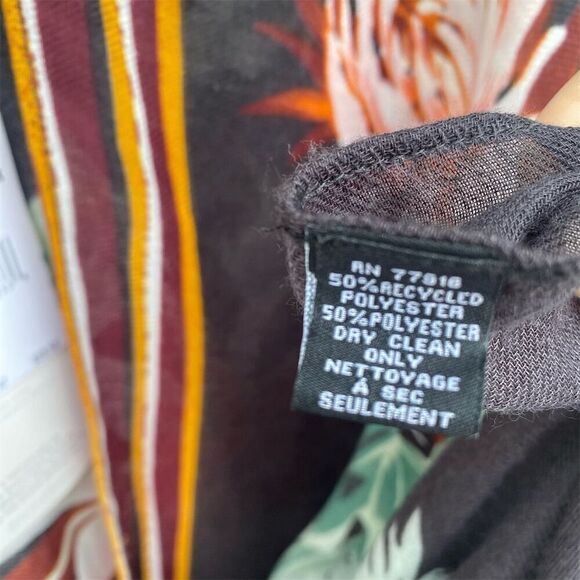 RN 77818
50%RECYCLED
POLYESTER
50%POLYESTER
DRY CLEAN
ONLY
NETTOYAGE
À SEC
SEULEMENT